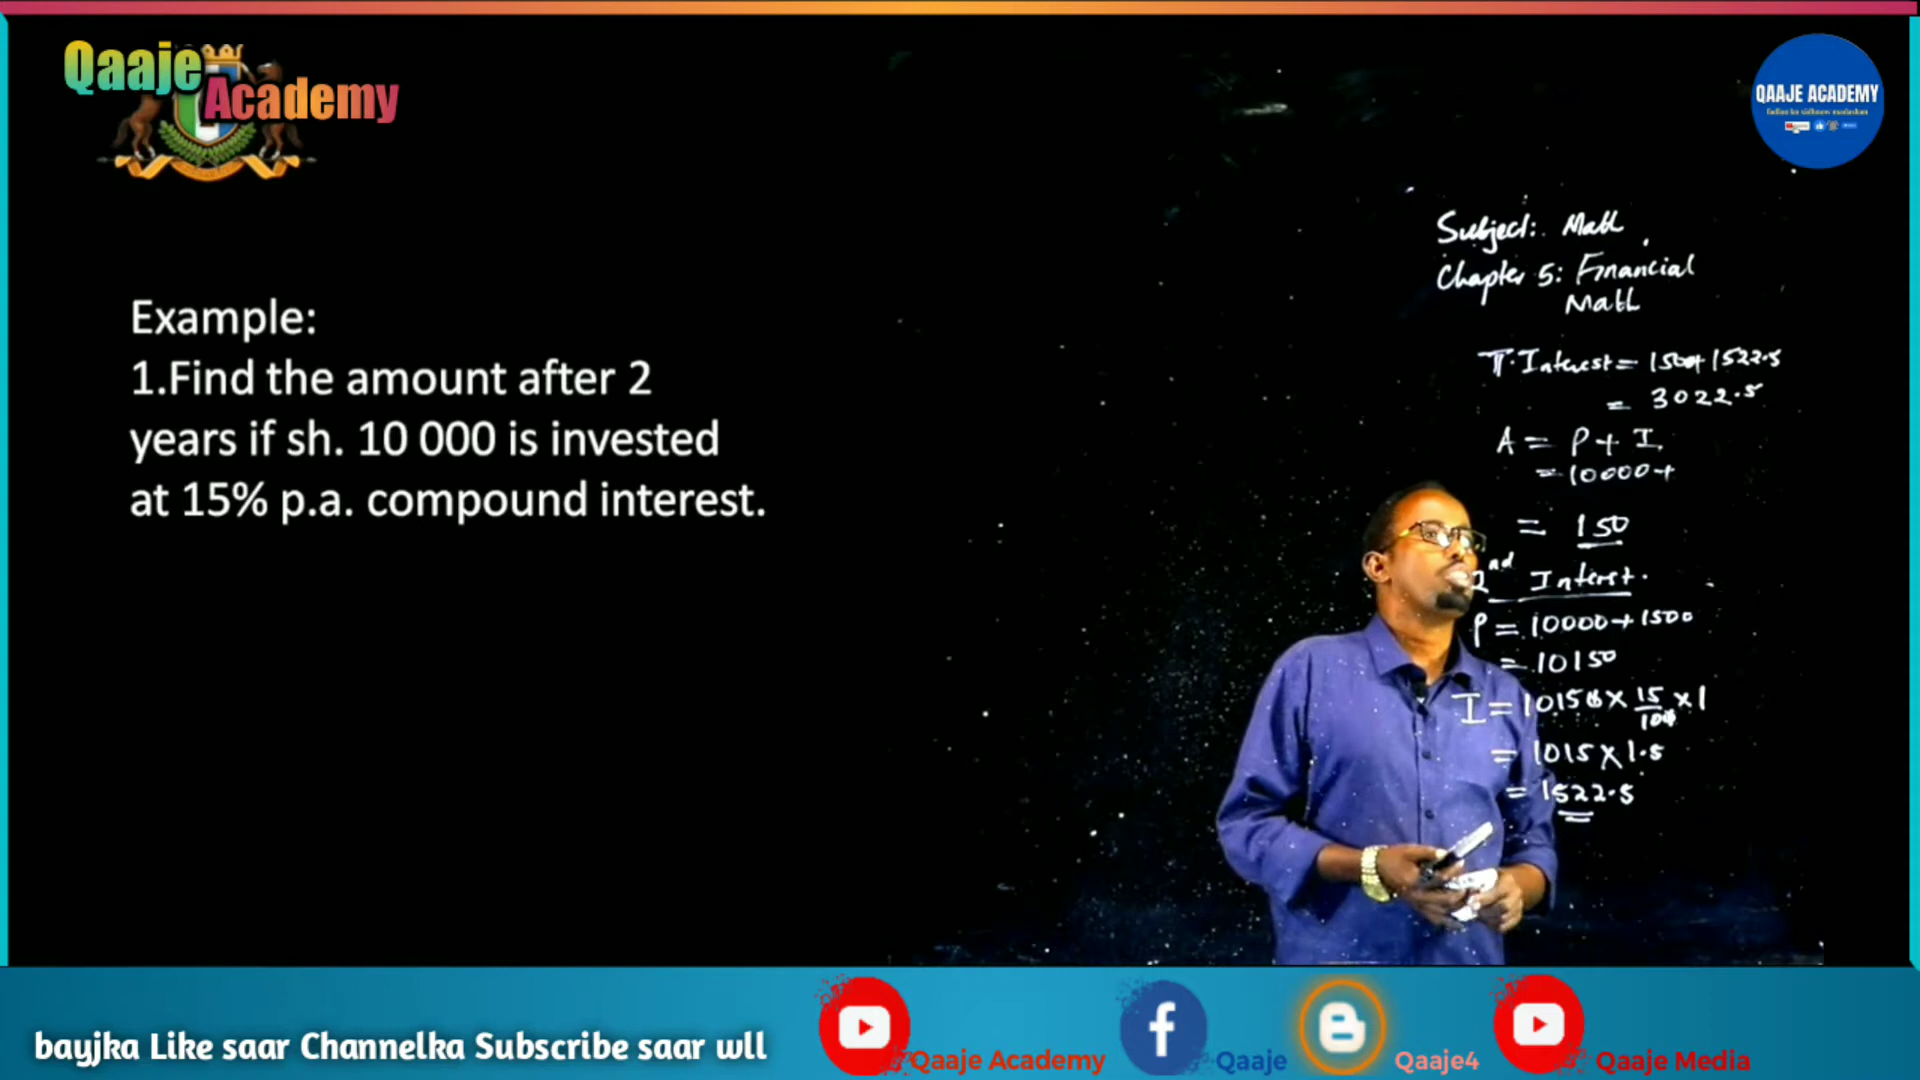 Qaaje
Academy
QAAJE ACADEMY
Example:
1.Find the amount after 2
years if sh. 10 000 is invested
at 15% p.a. compound interest.
Subject: Math
Chapter 5: Financial
Math
T. Interest = 1500 + 1522.5
= 3022.5
A = P + I
= 10000 +
= 150
2nd Interest.
P = 10000 + 1500
= 10150
I = 10150 × 15/100 × 1
= 1015 × 1.5
= 1522.5
bayjka Like saar Channelka Subscribe saar wll
Qaaje Academy
Qaaje
Qaaje4
Qaaje Media